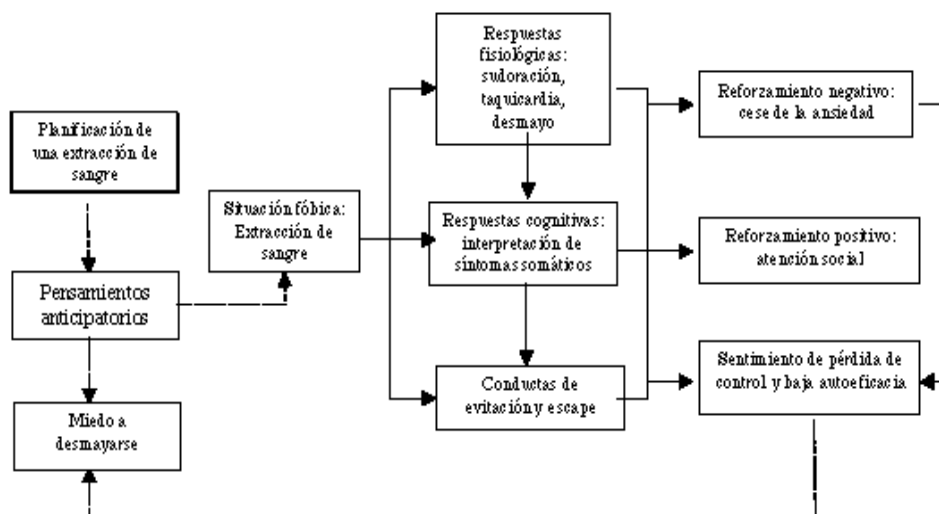 Planificación de
una extracción de
sangre
Pensamientos
anticipatorios
Miedo a
desmayarse
Situación fóbica:
Extracción de
sangre
Respuestas
fisiológicas:
sudoración,
taquicardia,
desmayo
Respuestas cognitivas:
interpretación de
síntomas somáticos
Conductas de
evitación y escape
Reforzamiento negativo:
cese de la ansiedad
Reforzamiento positivo:
atención social
Sentimiento de pérdida de
control y baja autoeficacia